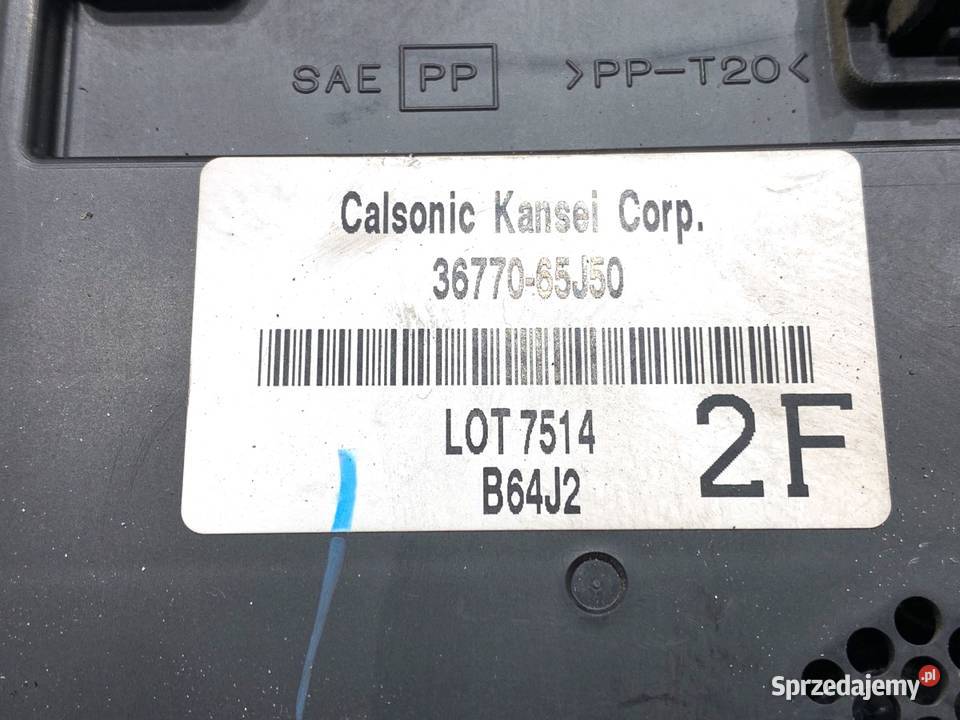 SAE PP >PP-T20<
Calsonic Kansei Corp.
36770-65J50
LOT 7514
B64J2
2F
Sprzedajemy.pl